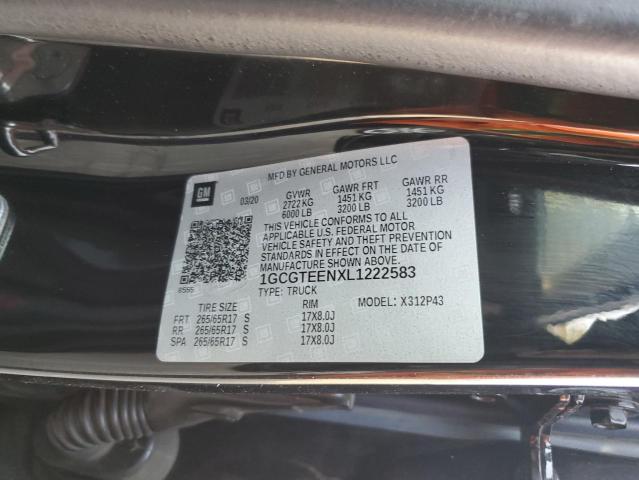 MFD BY GENERAL MOTORS LLC
GM
03/20 GVWR GAWR FRT GAWR RR
2722 KG 1451 KG 1451 KG
6000 LB 3200 LB 3200 LB
THIS VEHICLE CONFORMS TO ALL
APPLICABLE U.S. FEDERAL MOTOR
VEHICLE SAFETY AND THEFT PREVENTION
STANDARDS IN EFFECT ON THE DATE OF
MANUFACTURE SHOWN ABOVE.
1GCGTEENXL1222583
TYPE: TRUCK
TIRE SIZE RIM MODEL: X312P43
FRT 265/65R17 S 17X8.0J
RR 265/65R17 S 17X8.0J
SPA 265/65R17 S 17X8.0J